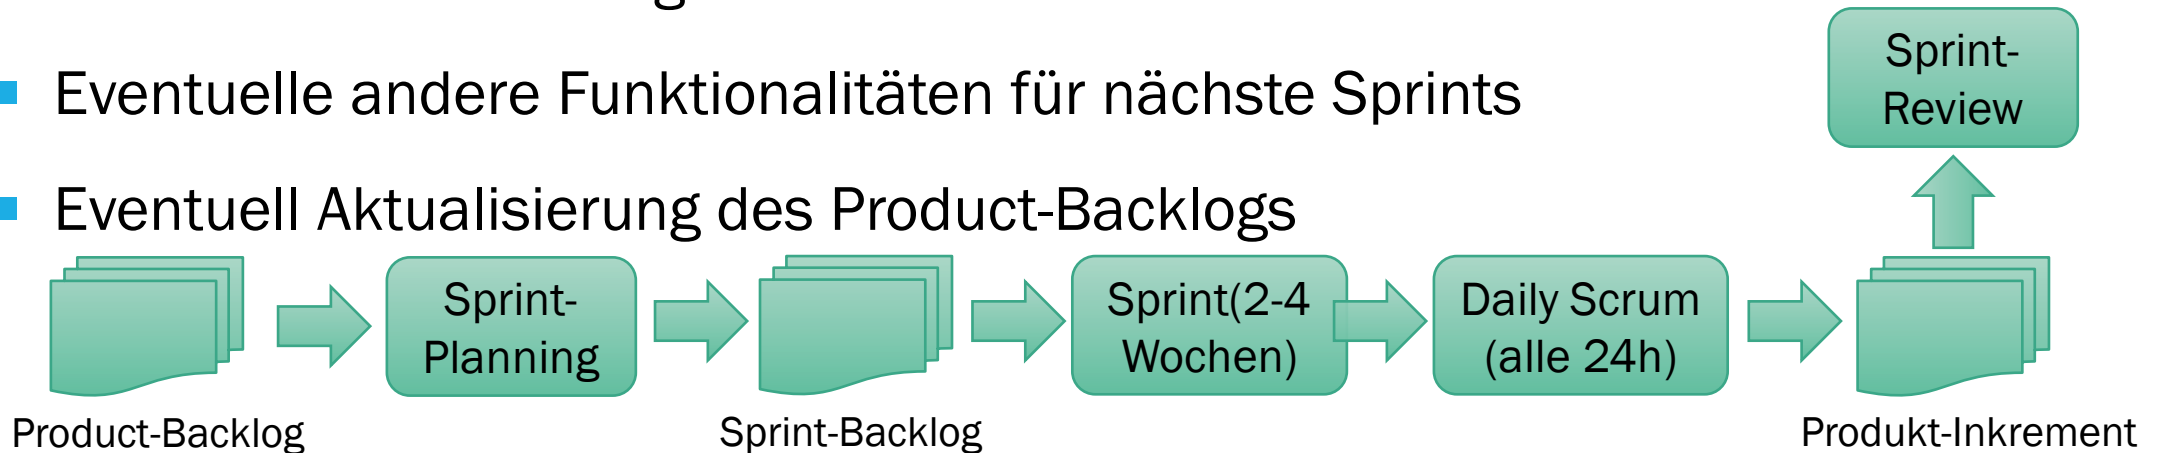 Eventuelle andere Funktionalitäten für nächste Sprints
Eventuell Aktualisierung des Product-Backlogs
Sprint-
Review
Sprint-
Planning
Sprint(2-4
Wochen)
Daily Scrum
(alle 24h)
Product-Backlog
Sprint-Backlog
Produkt-Inkrement